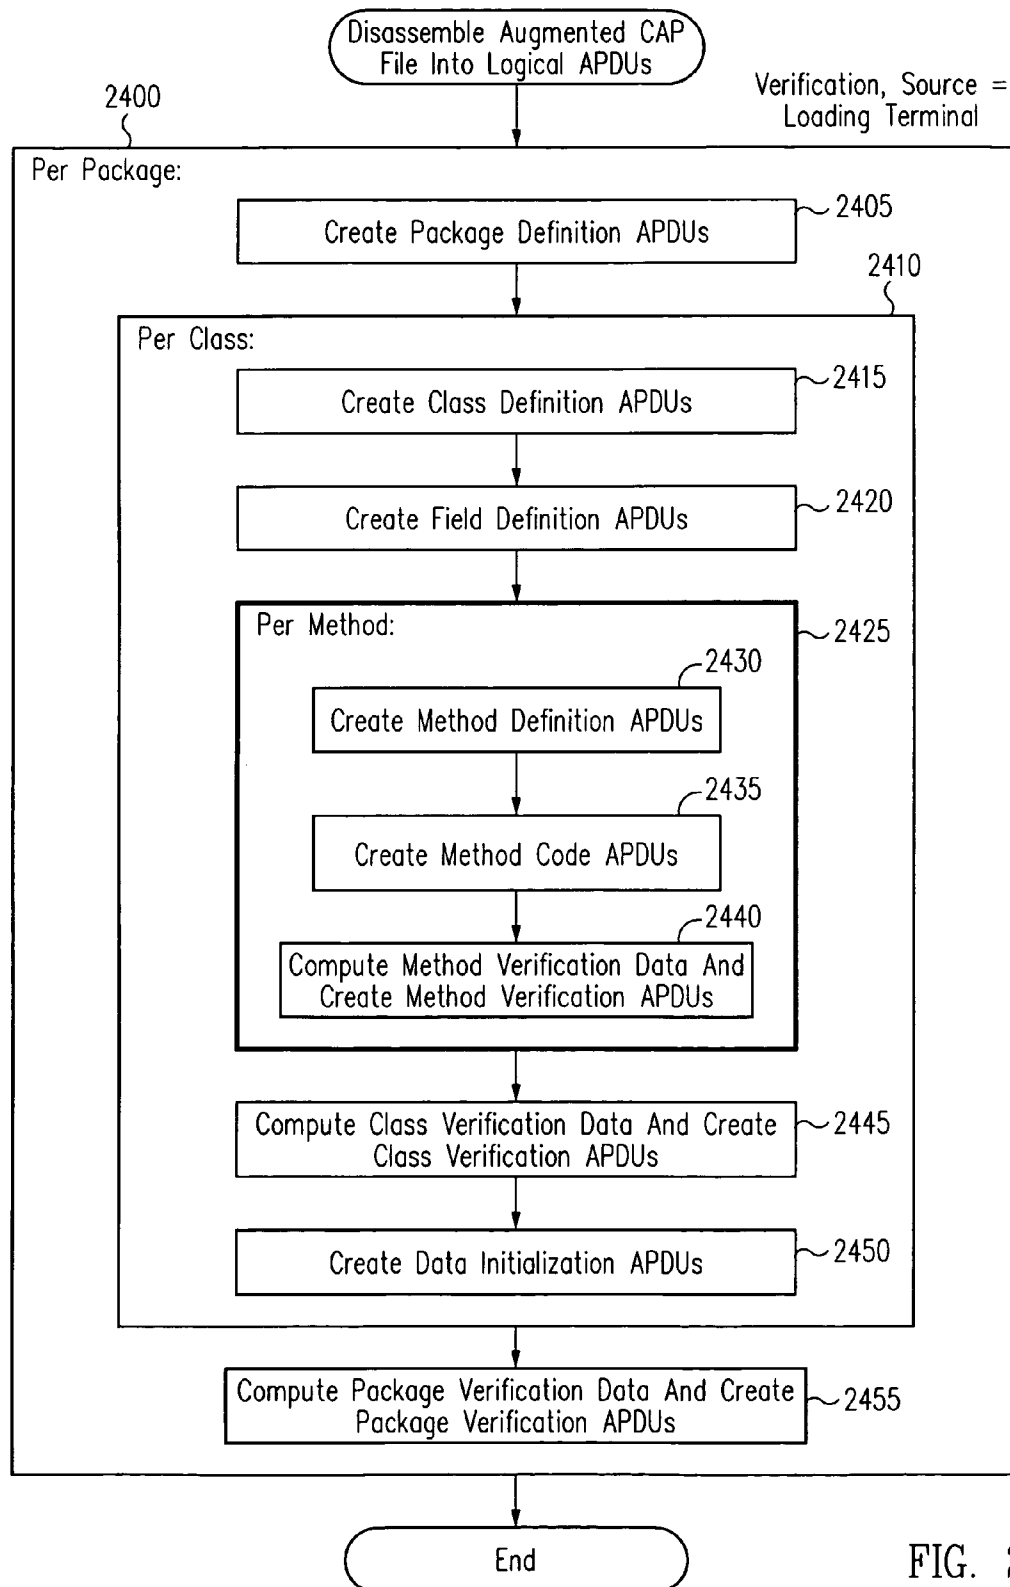 Disassemble Augmented CAP
File Into Logical APDUs
Verification, Source =
Loading Terminal
2400
Per Package:
2405
Create Package Definition APDUs
2410
Per Class:
2415
Create Class Definition APDUs
2420
Create Field Definition APDUs
Per Method:
2425
2430
Create Method Definition APDUs
2435
Create Method Code APDUs
2440
Compute Method Verification Data And
Create Method Verification APDUs
Compute Class Verification Data And Create
Class Verification APDUs
2445
Create Data Initialization APDUs
2450
Compute Package Verification Data And Create
Package Verification APDUs
2455
End
FIG.